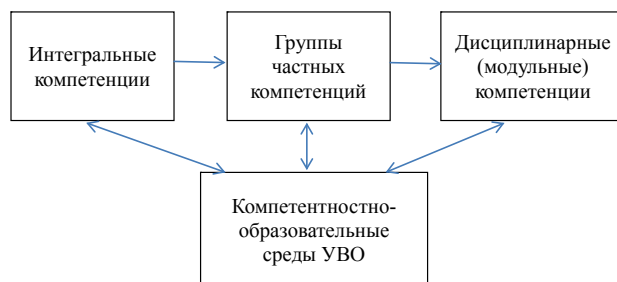 Интегральные
компетенции
Группы
частных
компетенций
Дисциплинарные
(модульные)
компетенции
Компетентностно-
образовательные
среды УВО